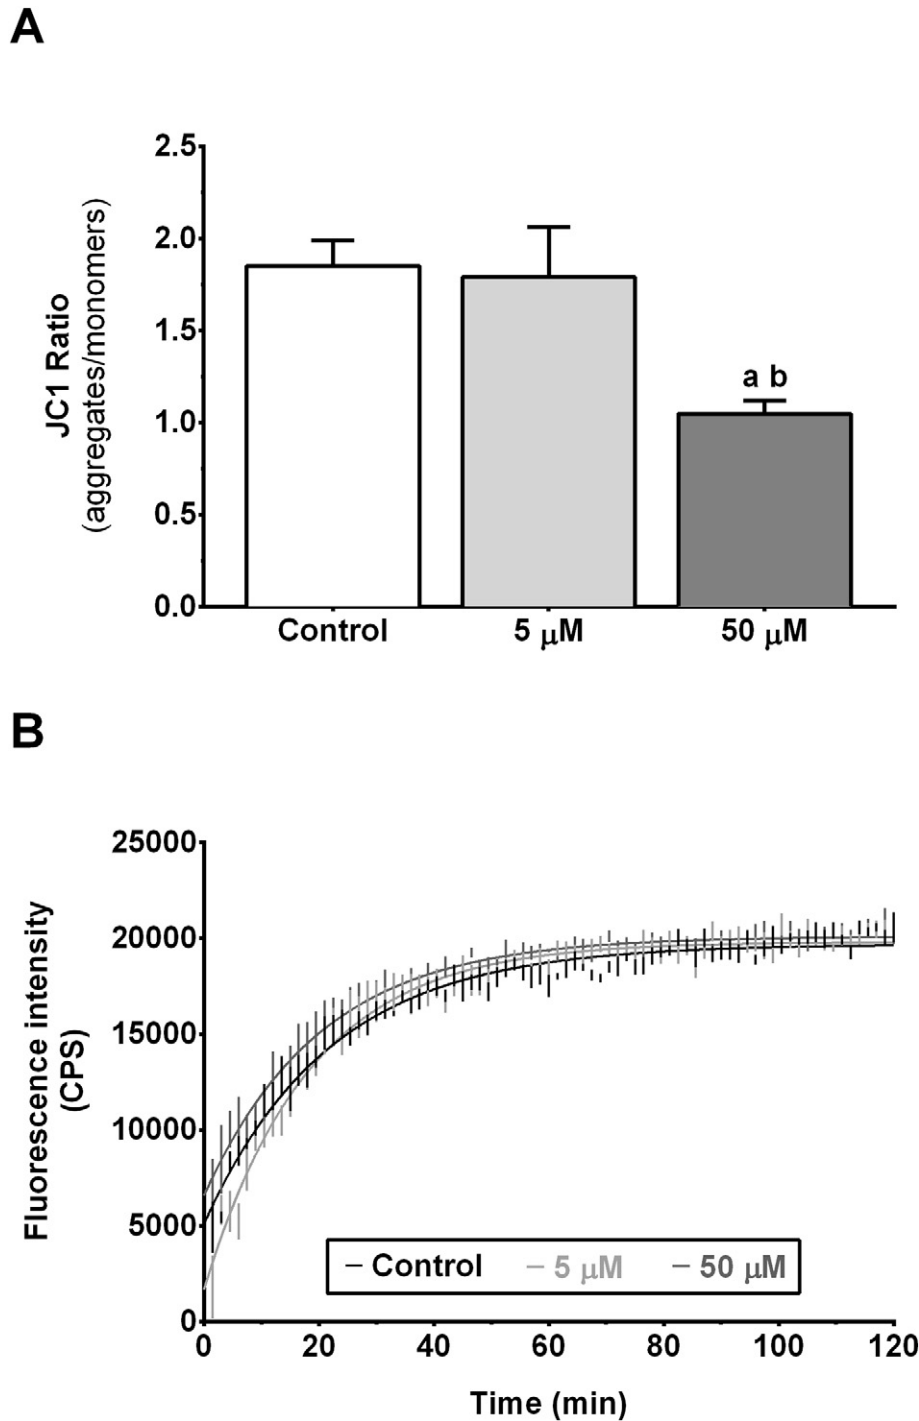 A
2.5
2.0
1.5
1.0
0.5
0.0
JC1 Ratio
(aggregates/monomers)
a b
Control
5 μM
50 μM
B
25000
20000
15000
10000
5000
0
Fluorescence intensity
(CPS)
Control
5 μM
50 μM
0
20
40
60
80
100
120
Time (min)